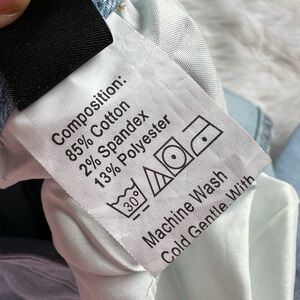 Composition:
85% Cotton
2% Spandex
13% Polyester
30°
Machine Wash
Cold Gentle With